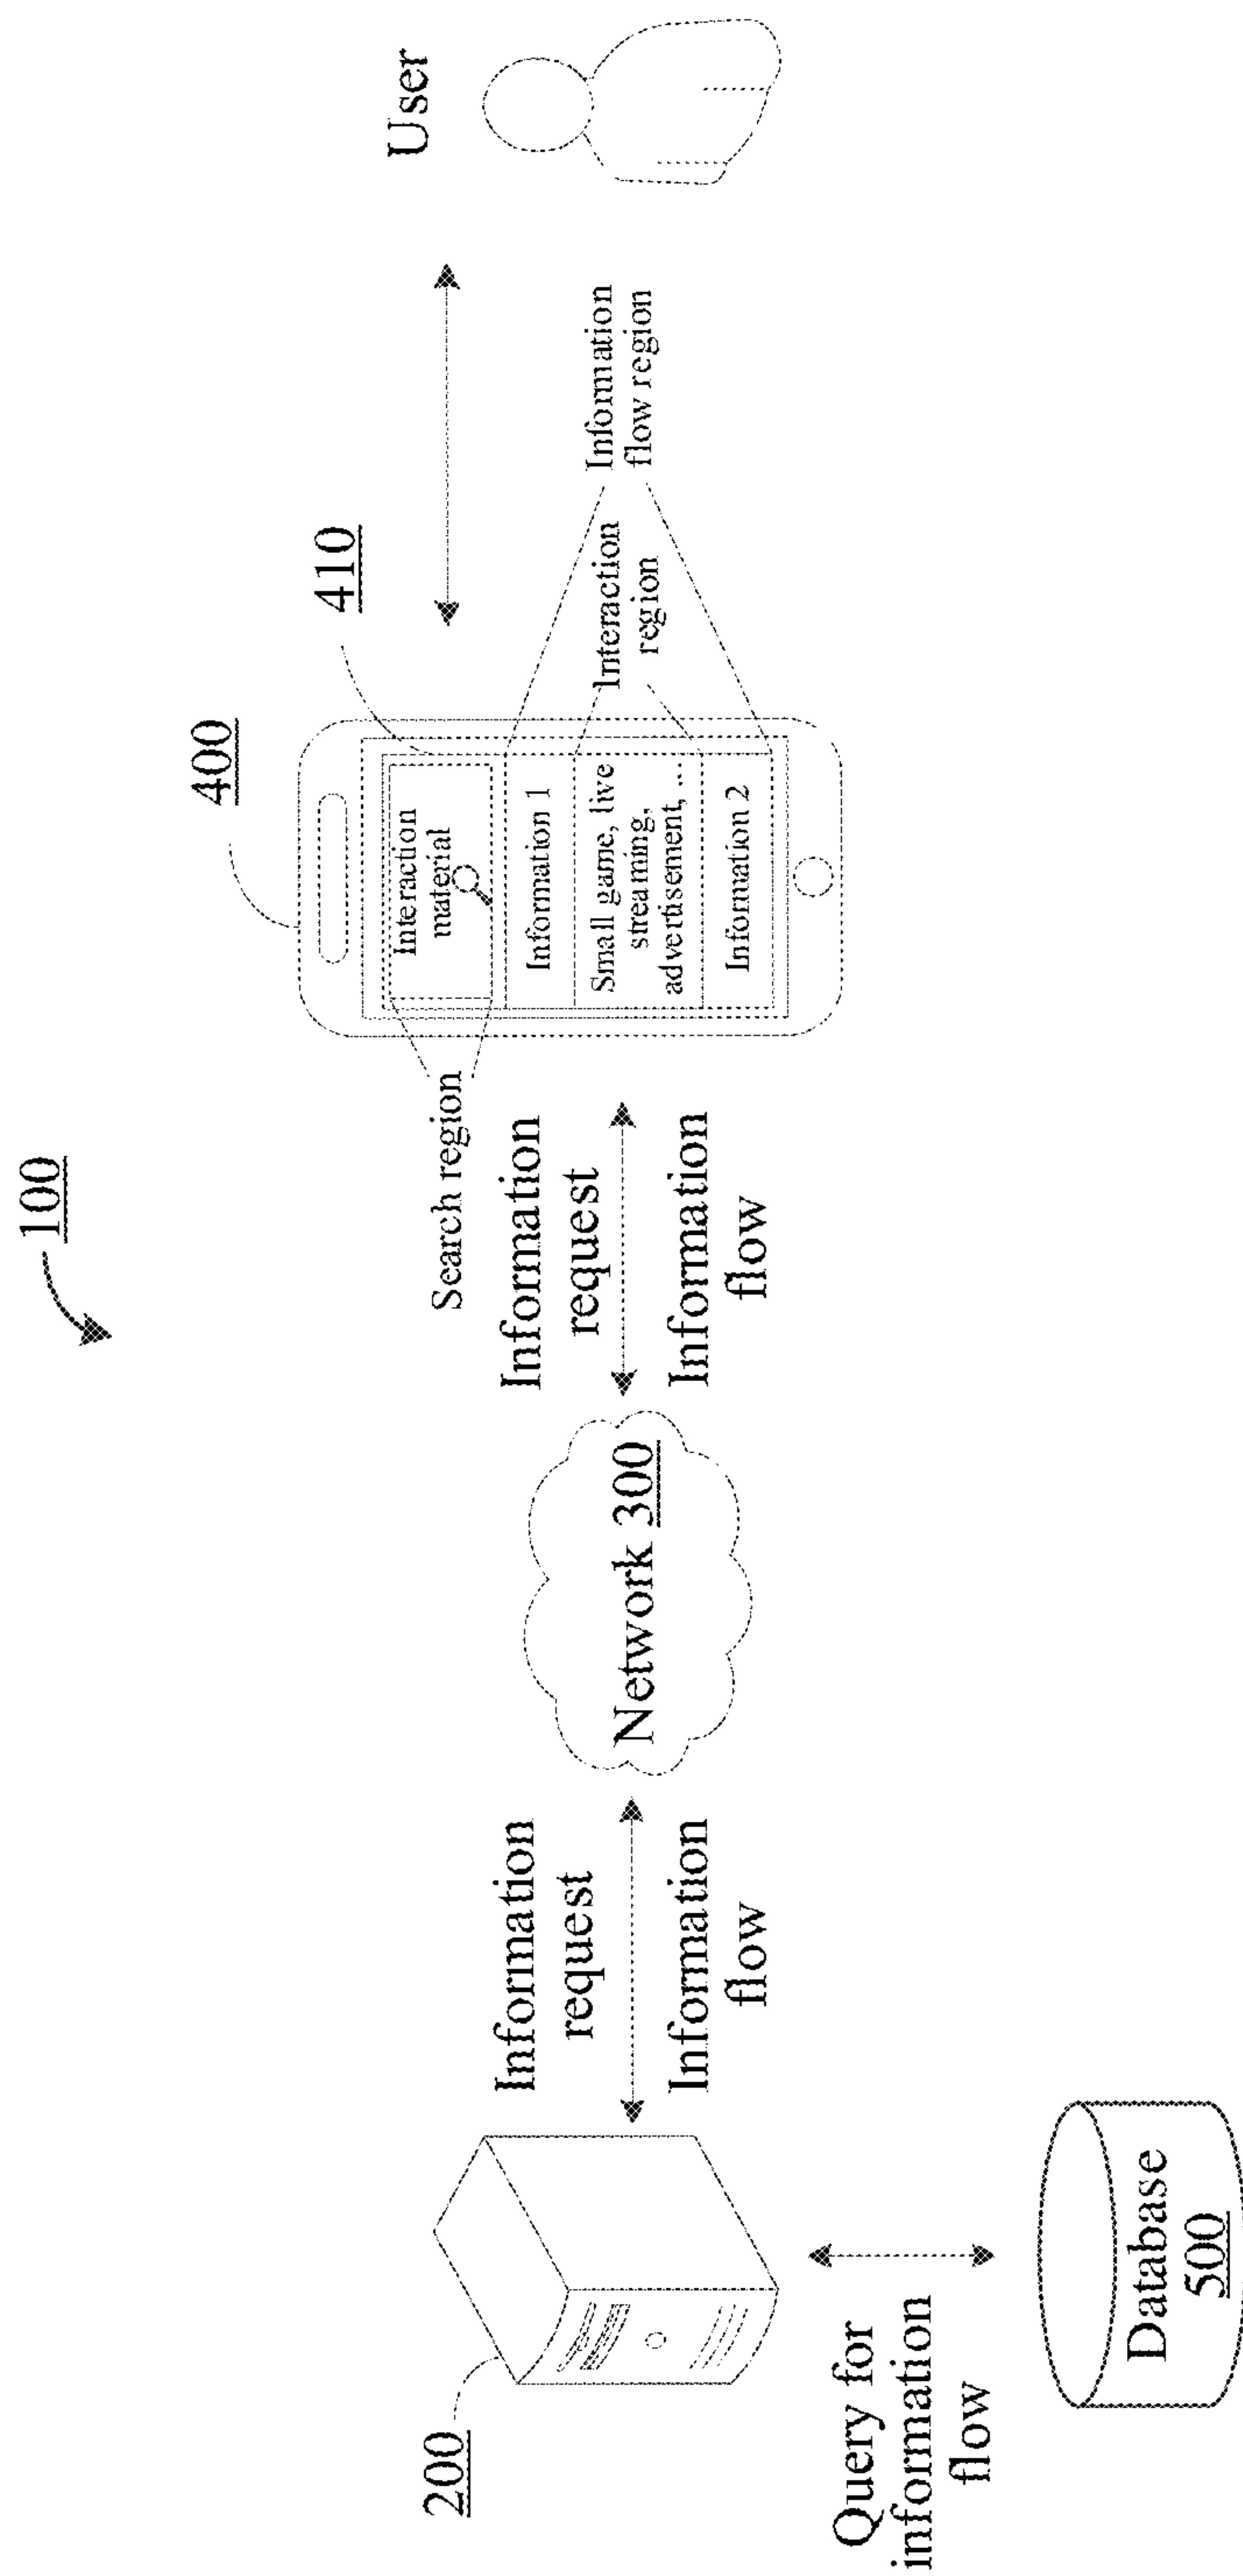 100
200
Query for
information
flow
Database
500
Information
request
Information
flow
Network 300
Information
request
Information
flow
Search region
400
410
Interaction
material
Information 1
Small game, live
streaming,
advertisement, ...
Information 2
Interaction
region
Information
flow region
User